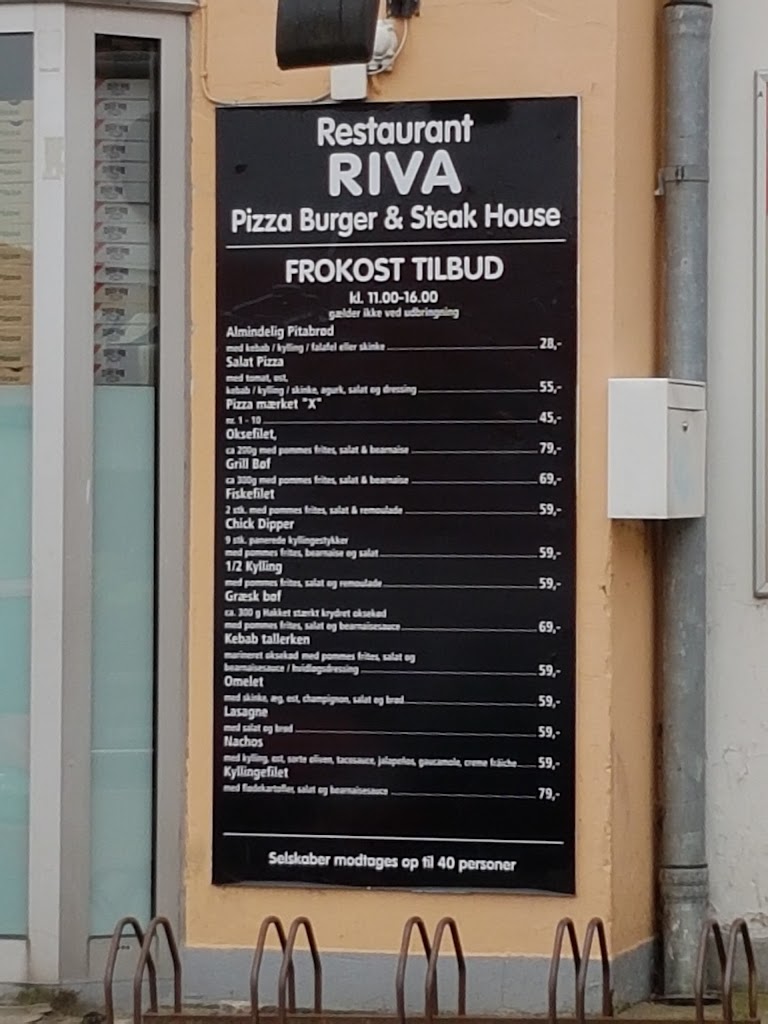 Restaurant
RIVA
Pizza Burger & Steak House
FROKOST TILBUD
kl. 11.00-16.00
gælder ikke ved udbringning
Almindelig Pitabrød
med kebab / kylling / falafel eller skinke 28,-
Salat Pizza
med tomat, ost,
kebab / kylling / skinke, agurk, salat og dressing 55,-
Pizza mærket "X"
nr. 1 - 10 45,-
Oksefilet,
ca 200g med pommes frites, salat & bearnaise 79,-
Grill Bøf
ca 300g med pommes frites, salat & bearnaise 69,-
Fiskefilet
2 stk. med pommes frites, salat & remoulade 59,-
Chick Dipper
9 stk. panerede kyllingestykker
med pommes frites, bearnaise og salat 59,-
1/2 Kylling
med pommes frites, salat og remoulade 59,-
Græsk bøf
ca. 300 g Hakket stærkt krydret oksekød
med pommes frites, salat og bearnaisesauce 69,-
Kebab tallerken
marineret oksekød med pommes frites, salat og
bearnaisesauce / hvidløgsdressing 59,-
Omelet
med skinke, æg, ost, champignon, salat og brød 59,-
Lasagne
med salat og brød 59,-
Nachos
med kylling, ost, sorte oliven, tacosauce, jalapeños, gaucamole, creme fräiche 59,-
Kyllingefilet
med flødekartofler, salat og bearnaisesauce 79,-
Selskaber modtages op til 40 personer